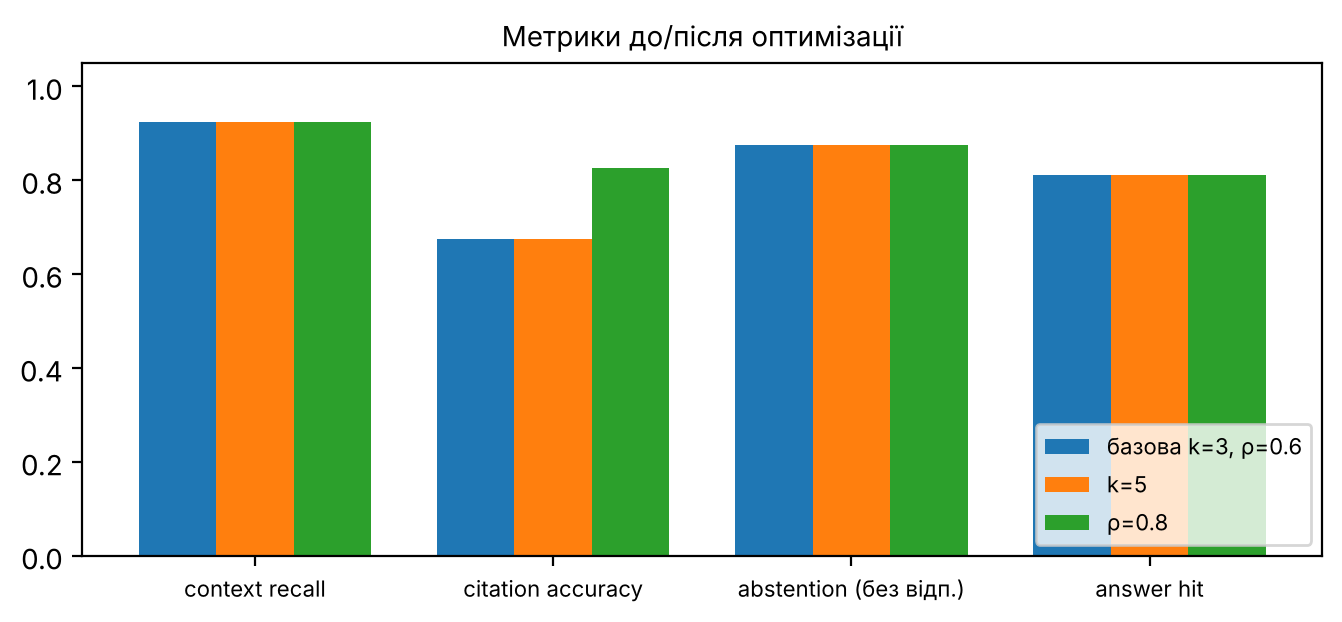 Метрики до/після оптимізації
1.0
0.8
0.6
0.4
0.2
0.0
context recall
citation accuracy
abstention (без відп.)
answer hit
базова k=3, ρ=0.6
k=5
ρ=0.8